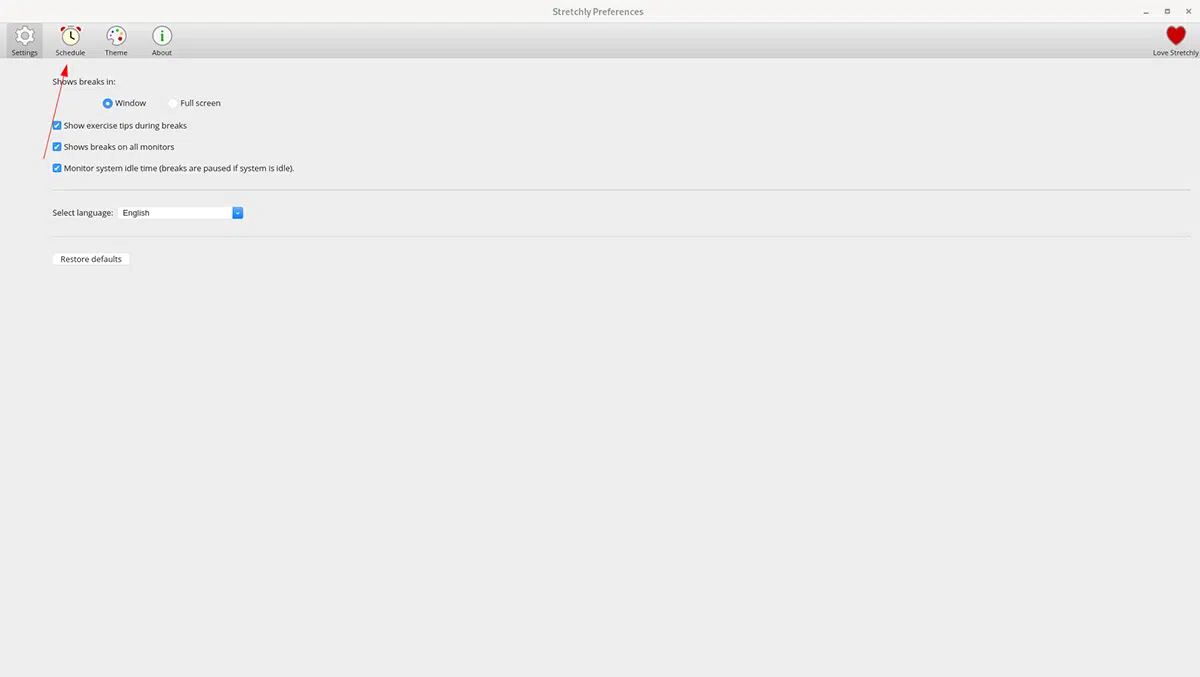 Stretchly Preferences
Settings
Schedule
Theme
About
Love Stretchly
Shows breaks in:
Window
Full screen
Show exercise tips during breaks
Shows breaks on all monitors
Monitor system idle time (breaks are paused if system is idle).
Select language: English
Restore defaults